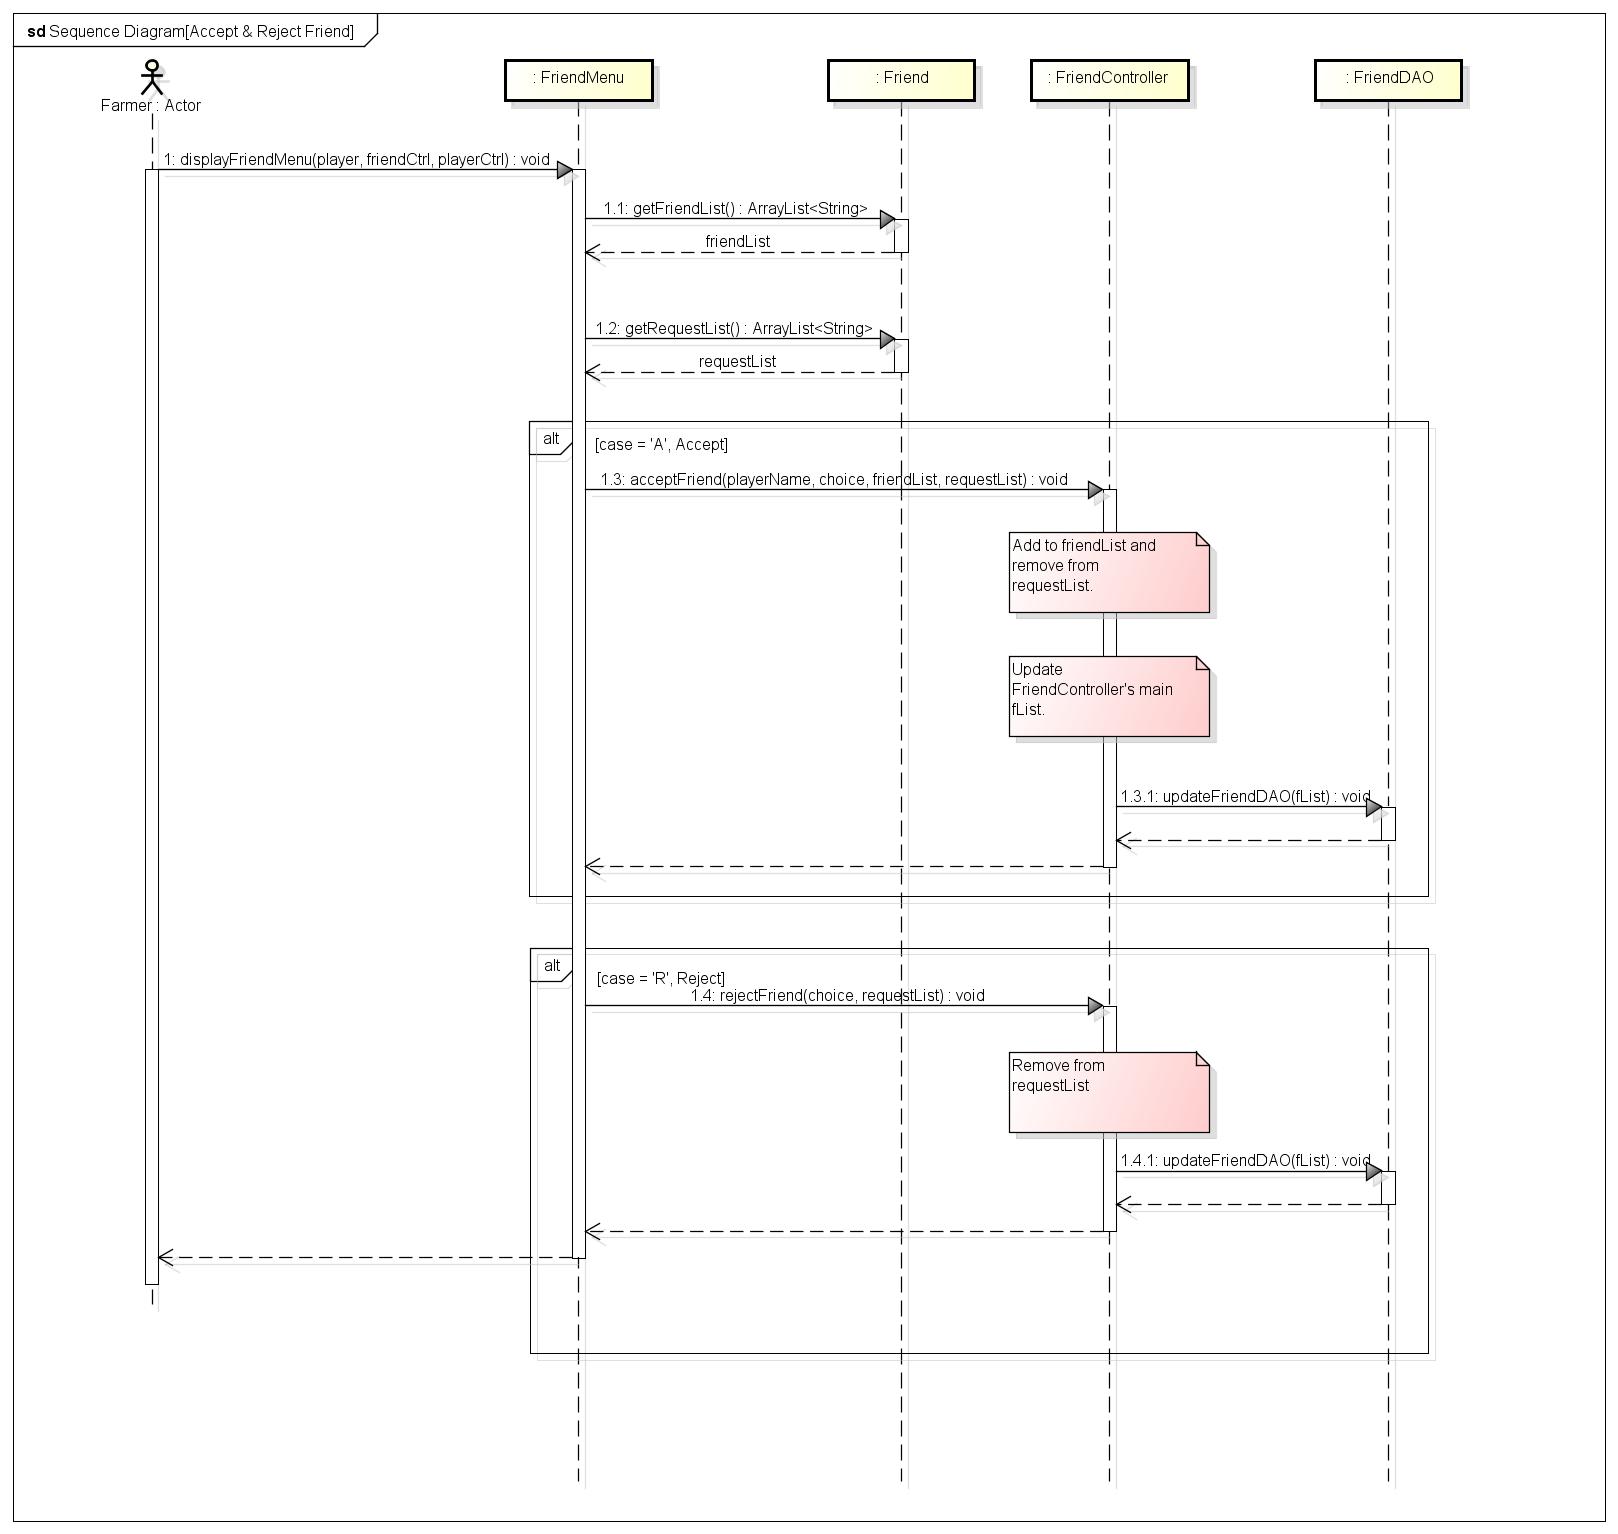 sd Sequence Diagram[Accept & Reject Friend]
Farmer : Actor
: FriendMenu
: Friend
: FriendController
: FriendDAO
1: displayFriendMenu(player, friendCtrl, playerCtrl) : void
1.1: getFriendList() : ArrayList<String>
friendList
1.2: getRequestList() : ArrayList<String>
requestList
alt
[case = 'A', Accept]
1.3: acceptFriend(playerName, choice, friendList, requestList) : void
Add to friendList and
remove from
requestList.
Update
FriendController's main
fList.
1.3.1: updateFriendDAO(fList) : void
alt
[case = 'R', Reject]
1.4: rejectFriend(choice, requestList) : void
Remove from
requestList
1.4.1: updateFriendDAO(fList) : void